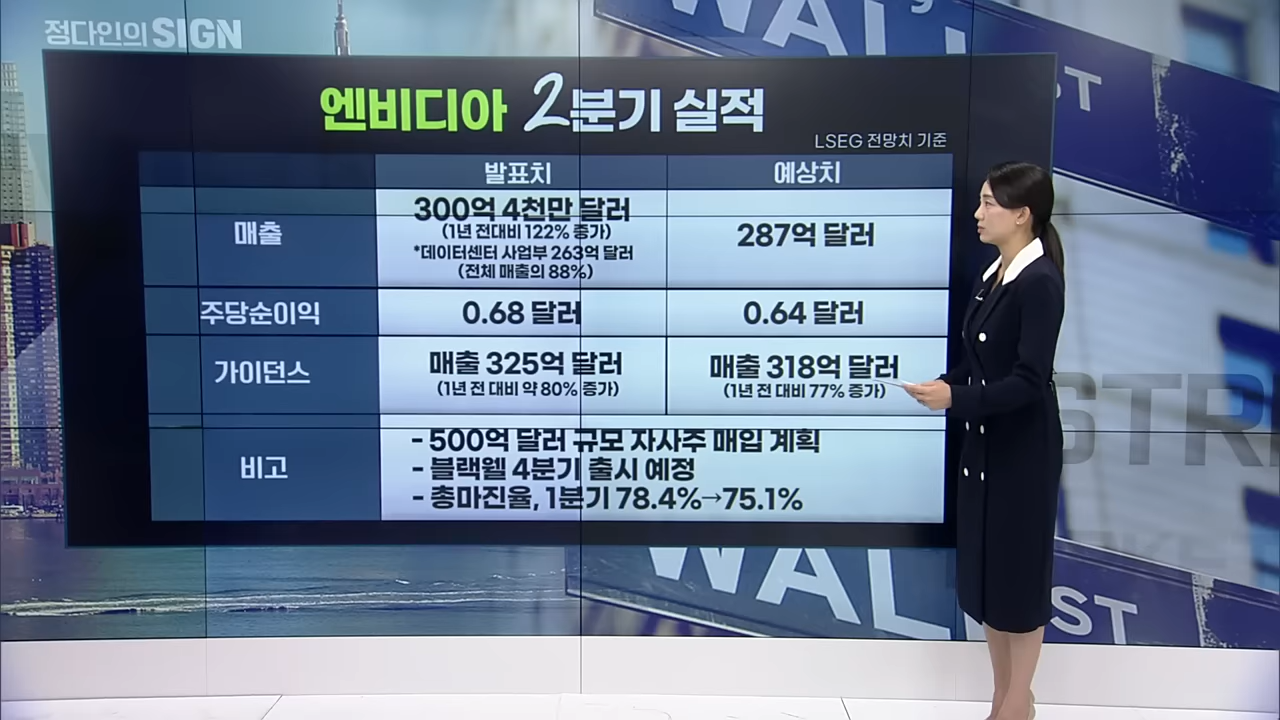 정다인의 SIGN
WALL
ST
엔비디아 2분기 실적
LSEG 전망치 기준
발표치
예상치
매출
300억 4천만 달러
(1년 전대비 122% 증가)
*데이터센터 사업부 263억 달러
(전체 매출의 88%)
287억 달러
주당순이익
0.68 달러
0.64 달러
가이던스
매출 325억 달러
(1년 전 대비 약 80% 증가)
매출 318억 달러
(1년 전 대비 77% 증가)
비고
- 500억 달러 규모 자사주 매입 계획
- 블랙웰 4분기 출시 예정
- 총마진율, 1분기 78.4%→75.1%
STR
WALL
ST